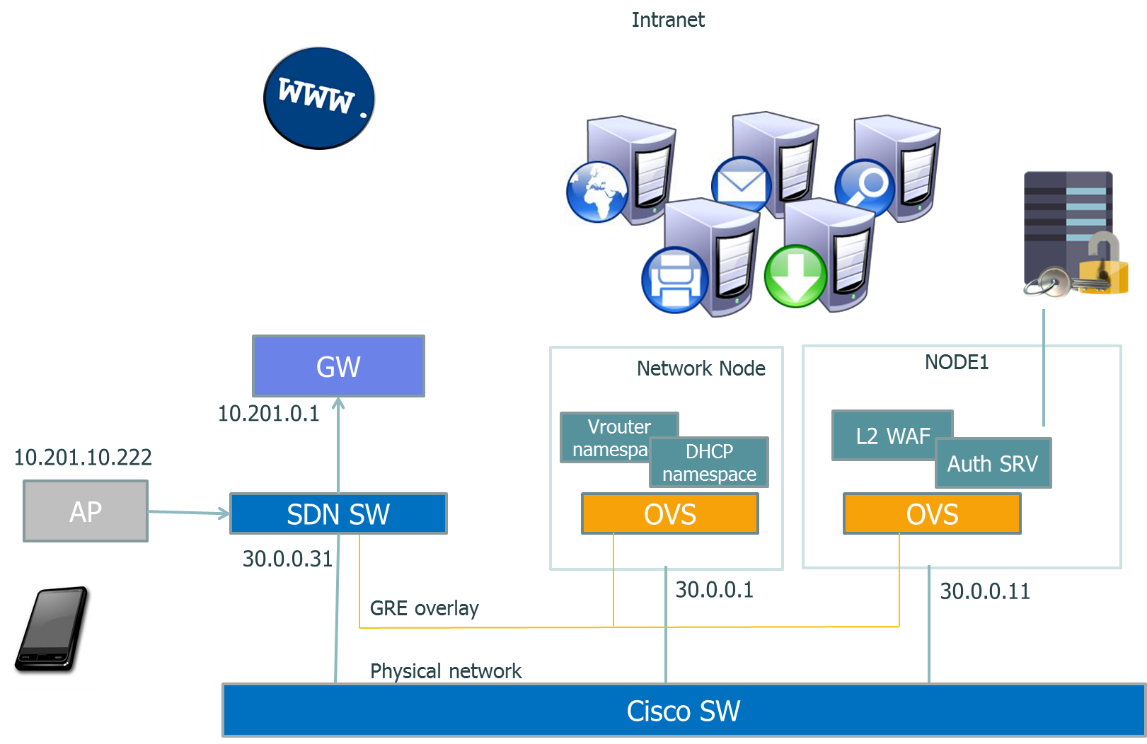 Intranet
www.
GW
10.201.0.1
10.201.10.222
AP
SDN SW
30.0.0.31
Network Node
Vrouter
namespac
DHCP
namespace
OVS
30.0.0.1
NODE1
L2 WAF
Auth SRV
OVS
30.0.0.11
GRE overlay
Physical network
Cisco SW